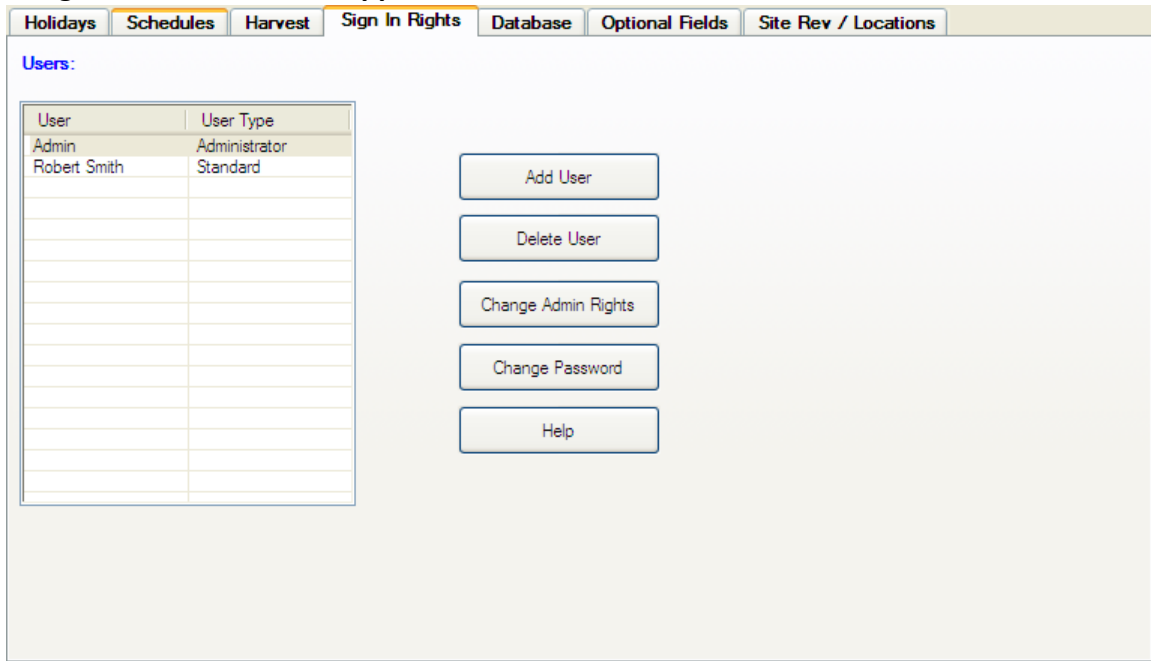 Holidays Schedules Harvest Sign In Rights Database Optional Fields Site Rev / Locations
Users:
User User Type
Admin Administrator
Robert Smith Standard
Add User
Delete User
Change Admin Rights
Change Password
Help